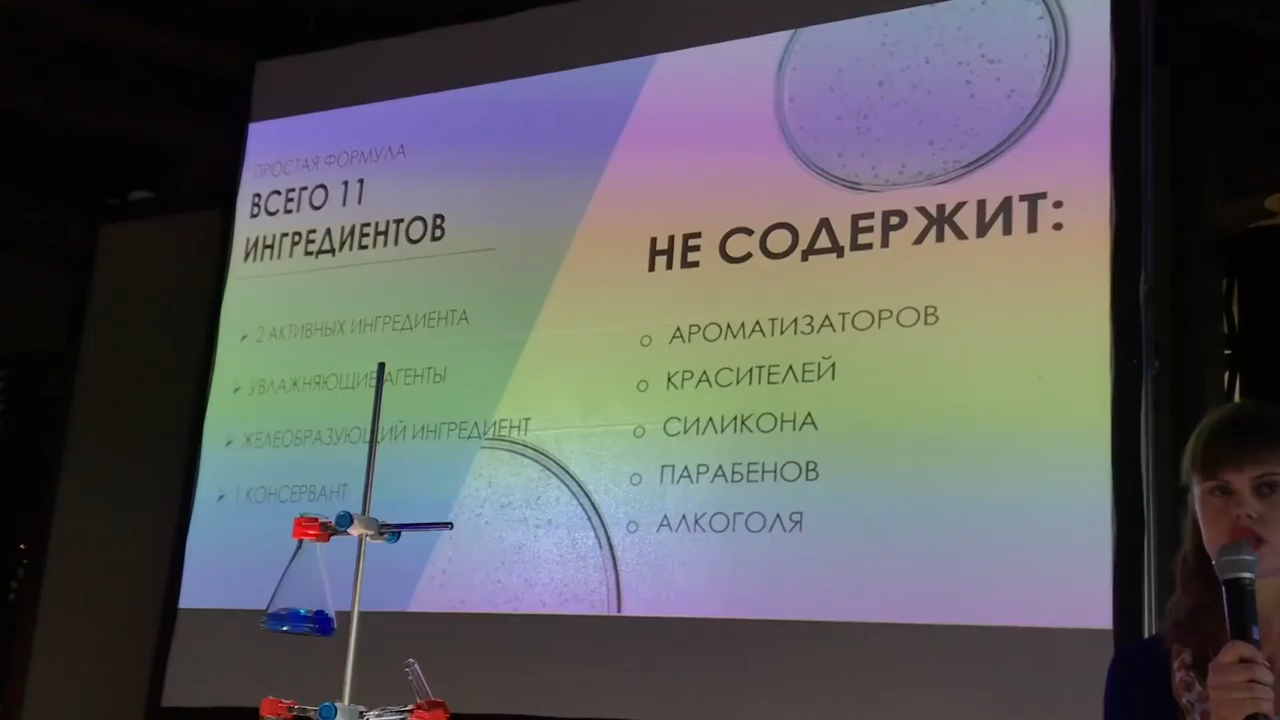 ПРОСТАЯ ФОРМУЛА
ВСЕГО 11
ИНГРЕДИЕНТОВ
2 АКТИВНЫХ ИНГРЕДИЕНТА
УВЛАЖНЯЮЩИЕ АГЕНТЫ
ЖЕЛЕОБРАЗУЮЩИЙ ИНГРЕДИЕНТ
1 КОНСЕРВАНТ
НЕ СОДЕРЖИТ:
АРОМАТИЗАТОРОВ
КРАСИТЕЛЕЙ
СИЛИКОНА
ПАРАБЕНОВ
АЛКОГОЛЯ